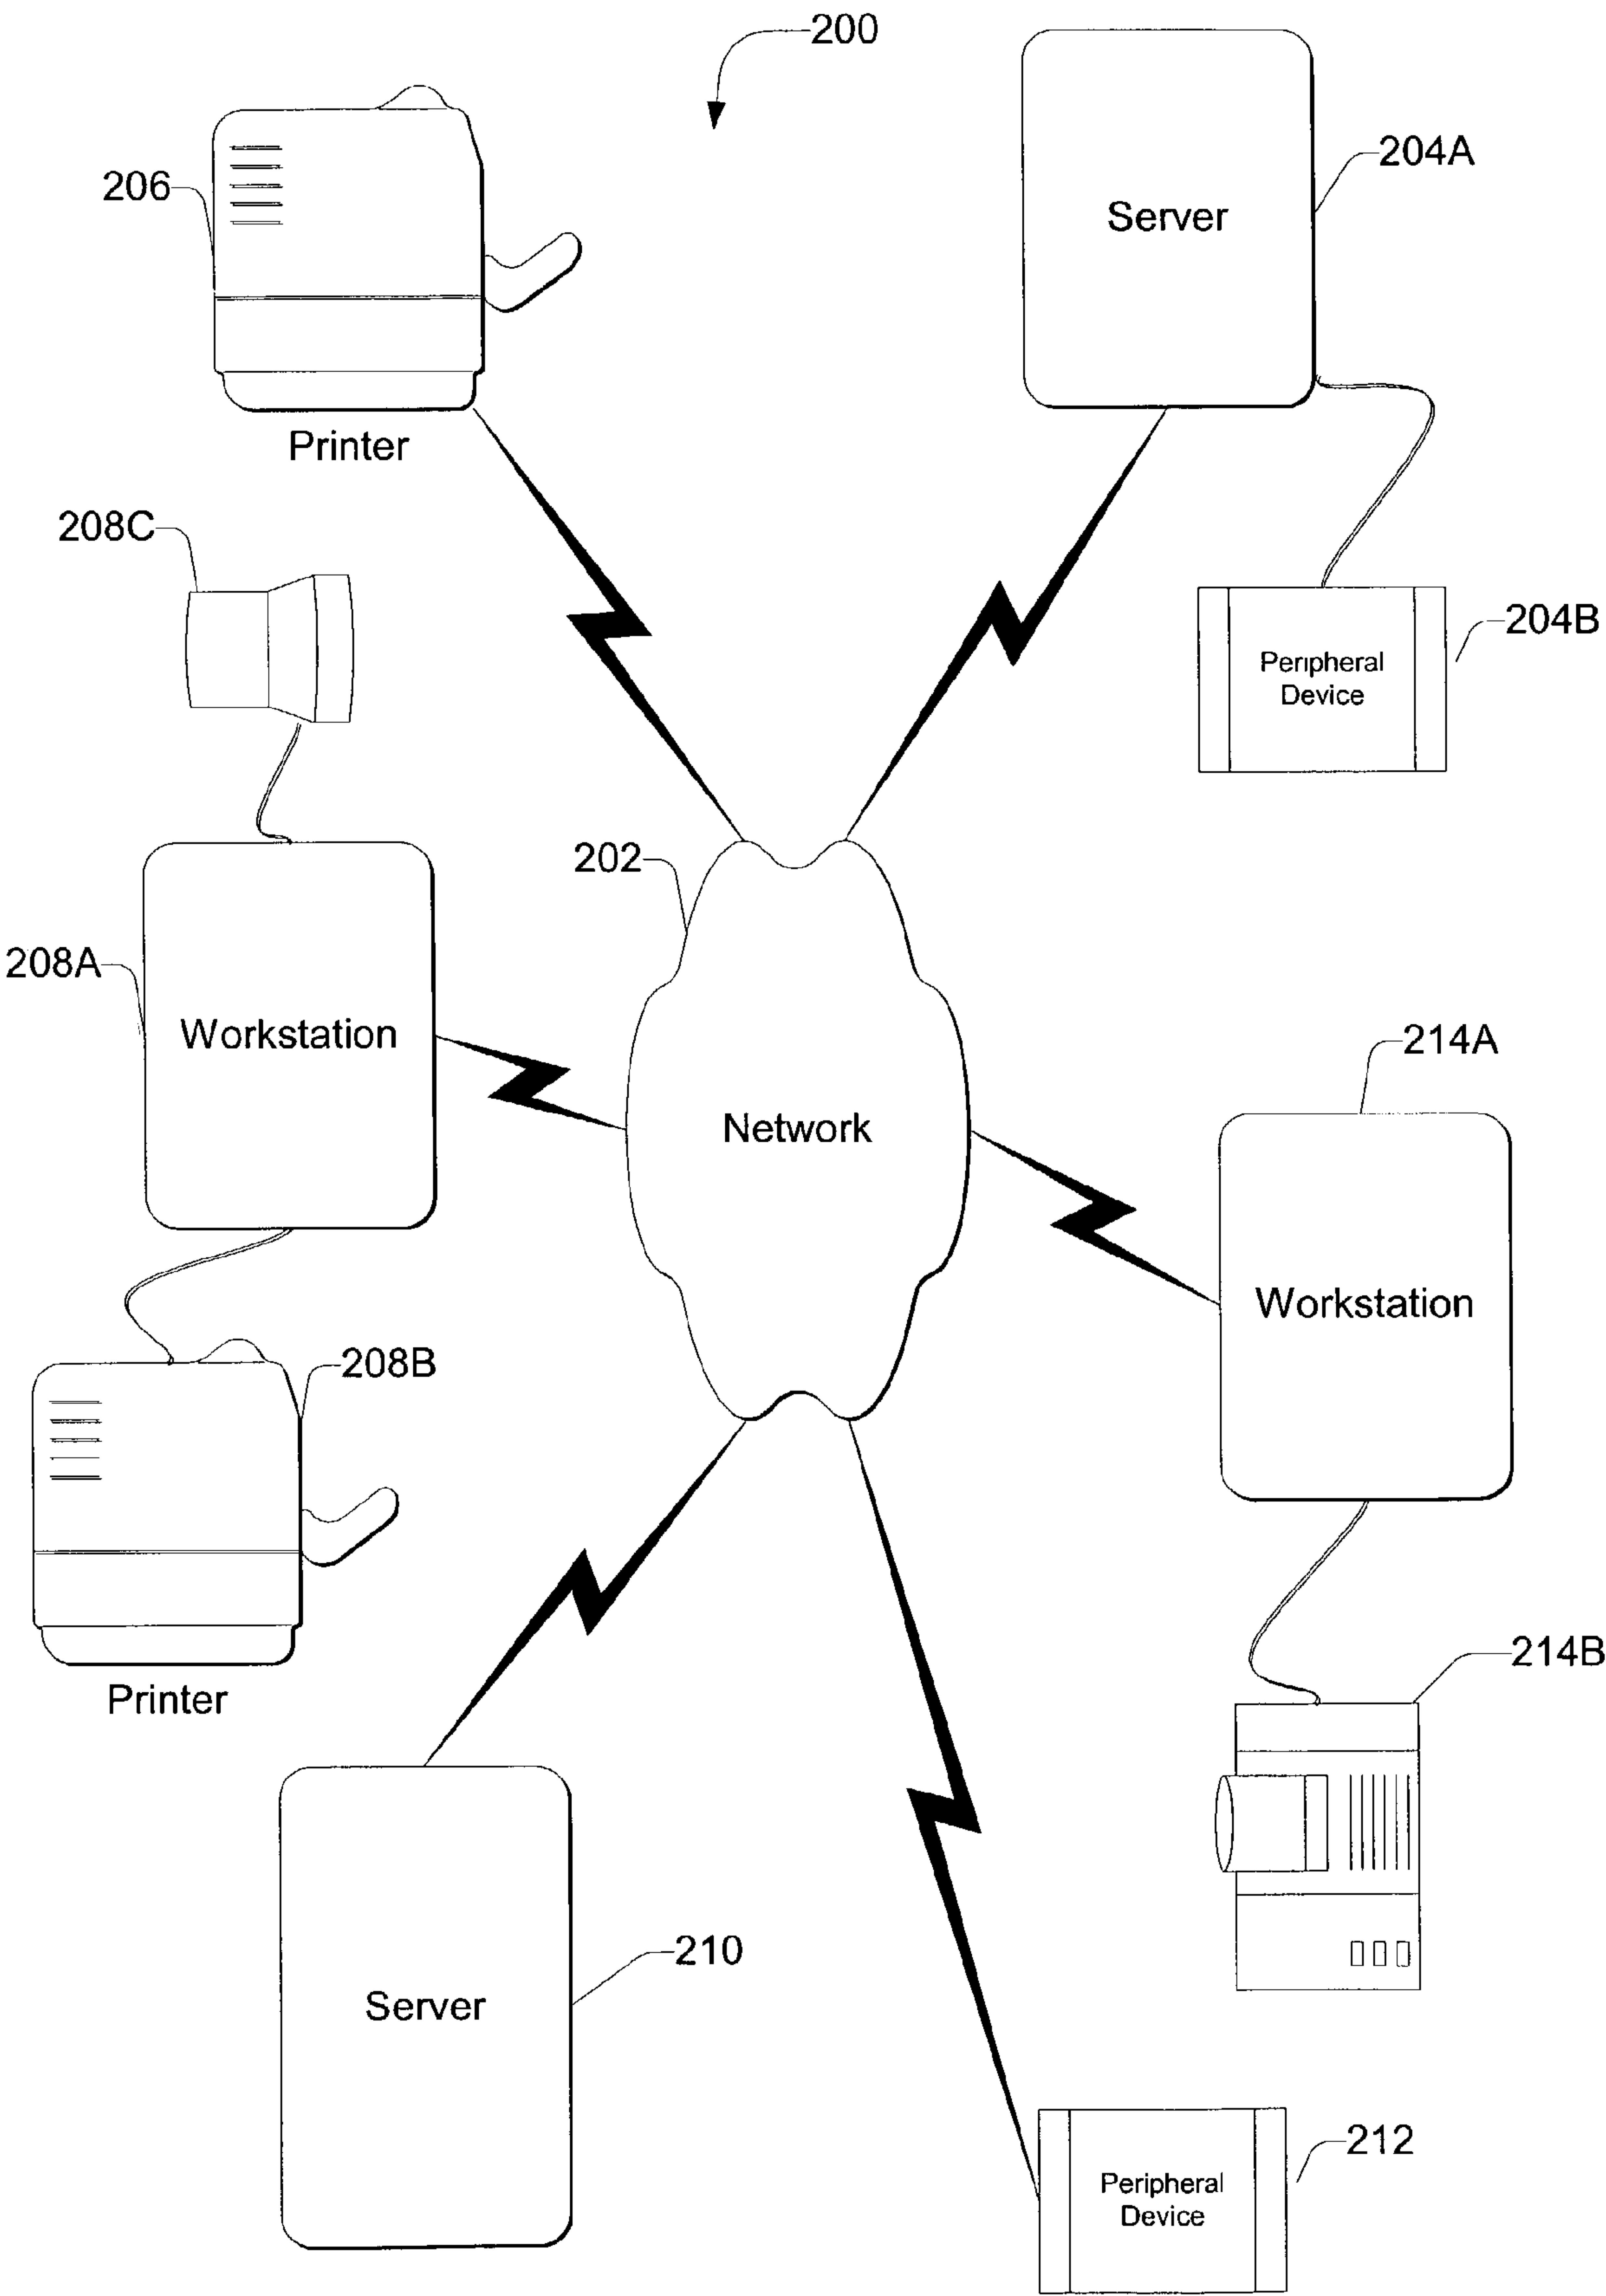 200
204A
206
Server
Printer
208C
204B
Peripheral
Device
202
208A
Workstation
214A
Network
Workstation
208B
214B
Printer
210
Server
212
Peripheral
Device